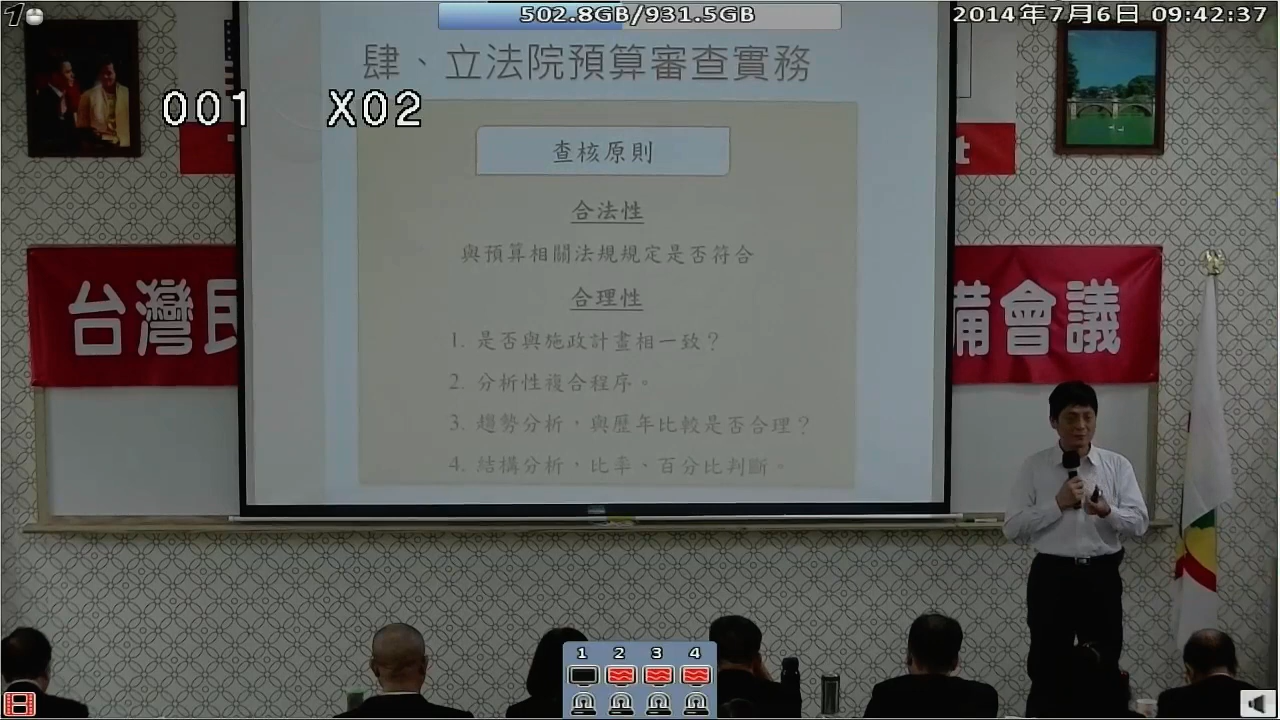 502.8GB/931.5GB
2014年7月6日 09:42:37
001 X02
肆、立法院預算審查實務
查核原則
合法性
與預算相關法規規定是否符合
合理性
1. 是否與施政計畫相一致？
2. 分析性複合程序。
3. 趨勢分析，與歷年比較是否合理？
4. 結構分析，比率、百分比判斷。
t
台灣民
備會議
1 2 3 4